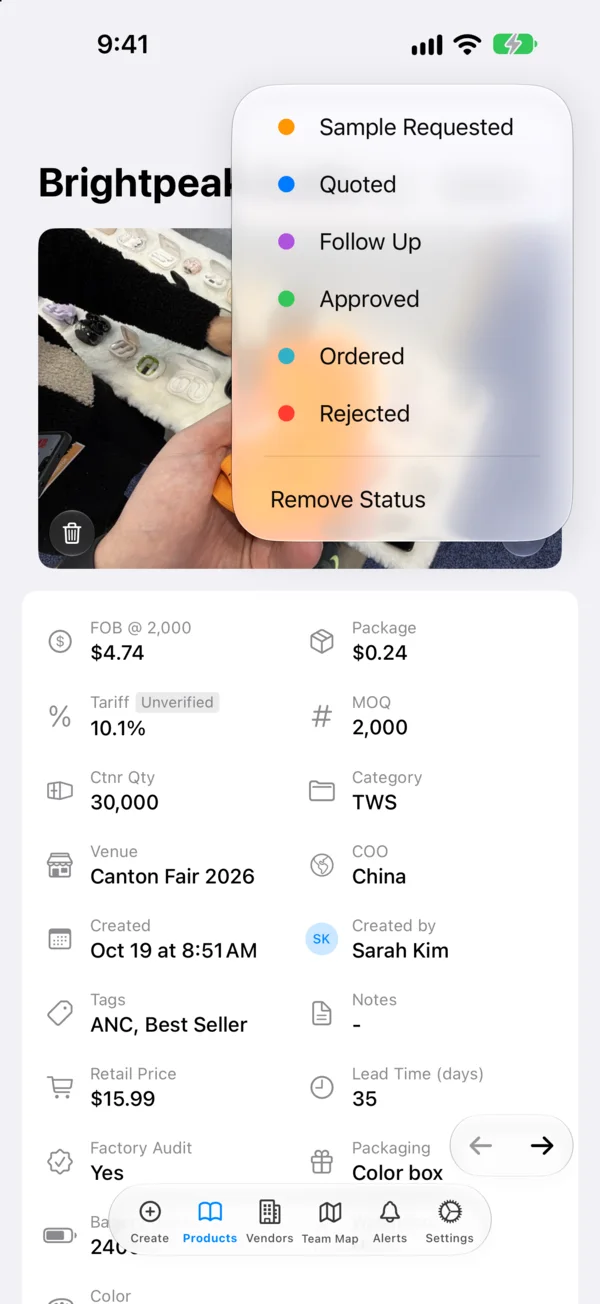 9:41
Sample Requested
Brightpeak
Quoted
Follow Up
Approved
Ordered
Rejected
Remove Status
FOB @ 2,000
$4.74
Package
$0.24
Tariff Unverified
10.1%
MOQ
2,000
Ctnr Qty
30,000
Category
TWS
Venue
Canton Fair 2026
COO
China
Created
Oct 19 at 8:51 AM
SK
Created by
Sarah Kim
Tags
ANC, Best Seller
Notes
-
Retail Price
$15.99
Lead Time (days)
35
Factory Audit
Yes
Packaging
Color box
Create
Products
Vendors
Team Map
Alerts
Settings
Color